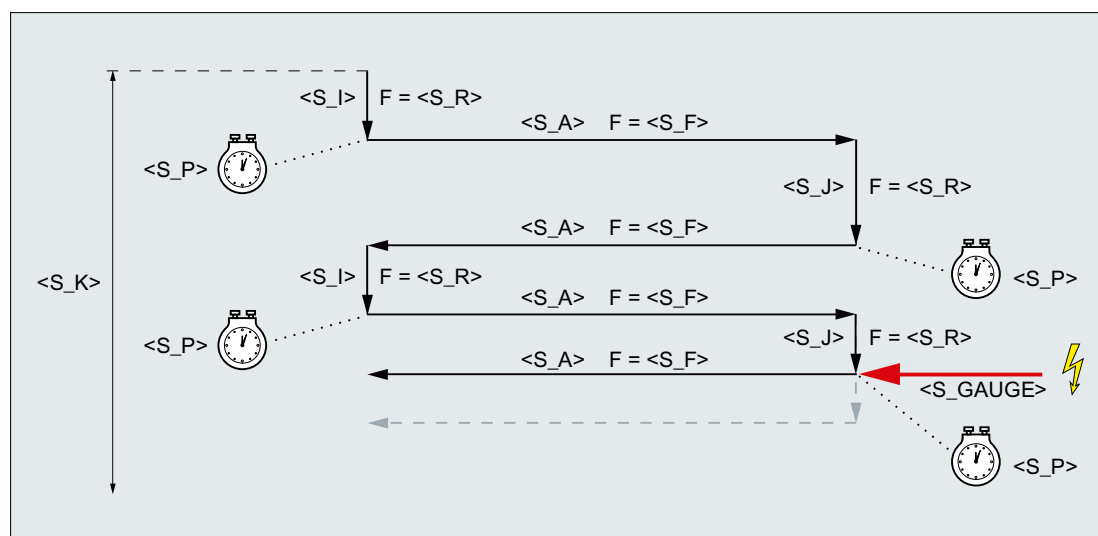 <S_I> F = <S_R>
<S_A> F = <S_F>
<S_P>
<S_J> F = <S_R>
<S_A> F = <S_F>
<S_I> F = <S_R>
<S_P>
<S_K>
<S_A> F = <S_F>
<S_J> F = <S_R>
<S_P>
<S_A> F = <S_F>
<S_GAUGE>
<S_P>